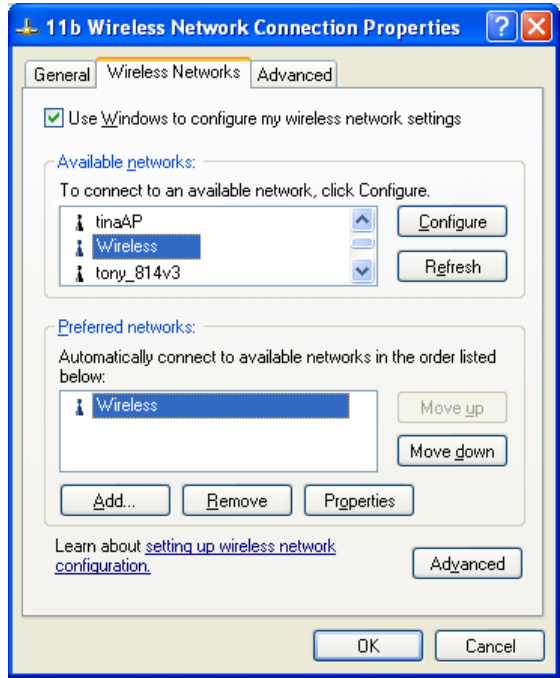 11b Wireless Network Connection Properties
General Wireless Networks Advanced
Use Windows to configure my wireless network settings
Available networks:
To connect to an available network, click Configure.
tinaAP
Wireless
tony_814v3
Configure
Refresh
Preferred networks:
Automatically connect to available networks in the order listed
below:
Wireless
Move up
Move down
Add... Remove Properties
Learn about setting up wireless network
configuration.
Advanced
OK Cancel